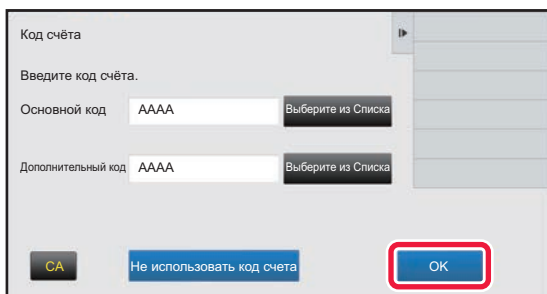 Код счёта
Введите код счёта.
Основной код AAAA Выберите из Списка
Дополнительный код AAAA Выберите из Списка
CA Не использовать код счета OK